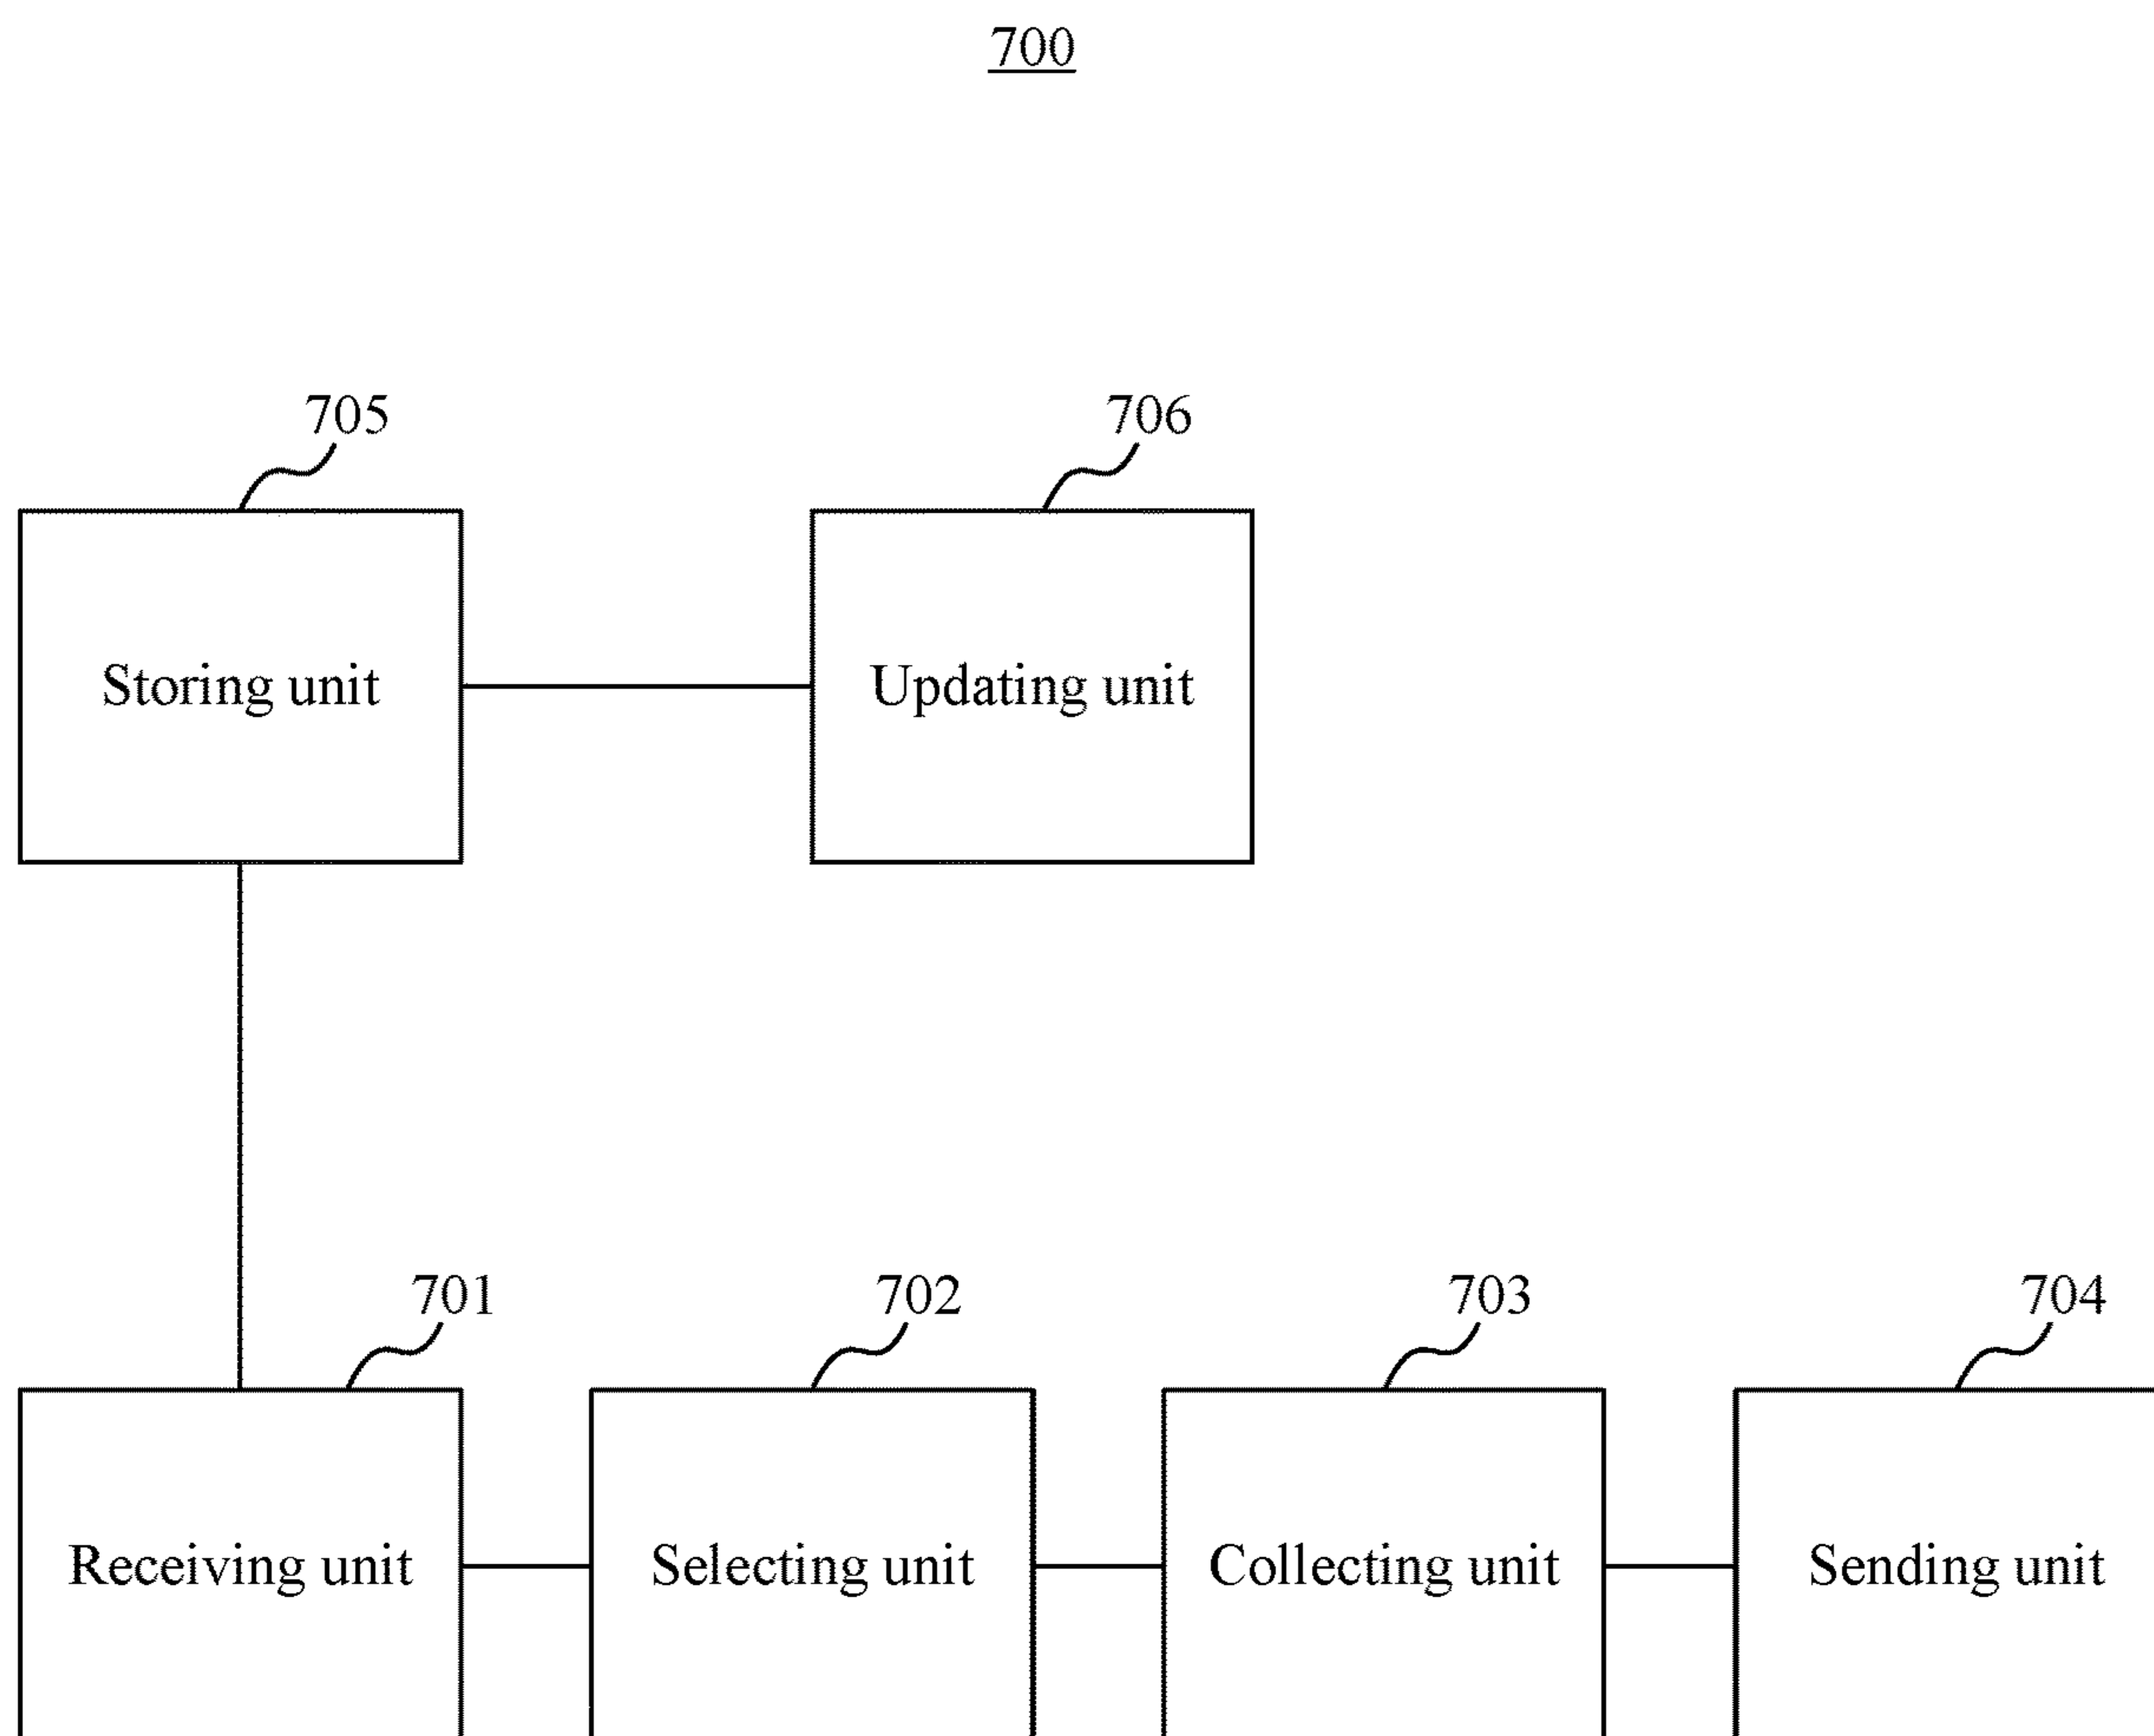 700
705
706
Storing unit
Updating unit
701
702
703
704
Receiving unit
Selecting unit
Collecting unit
Sending unit